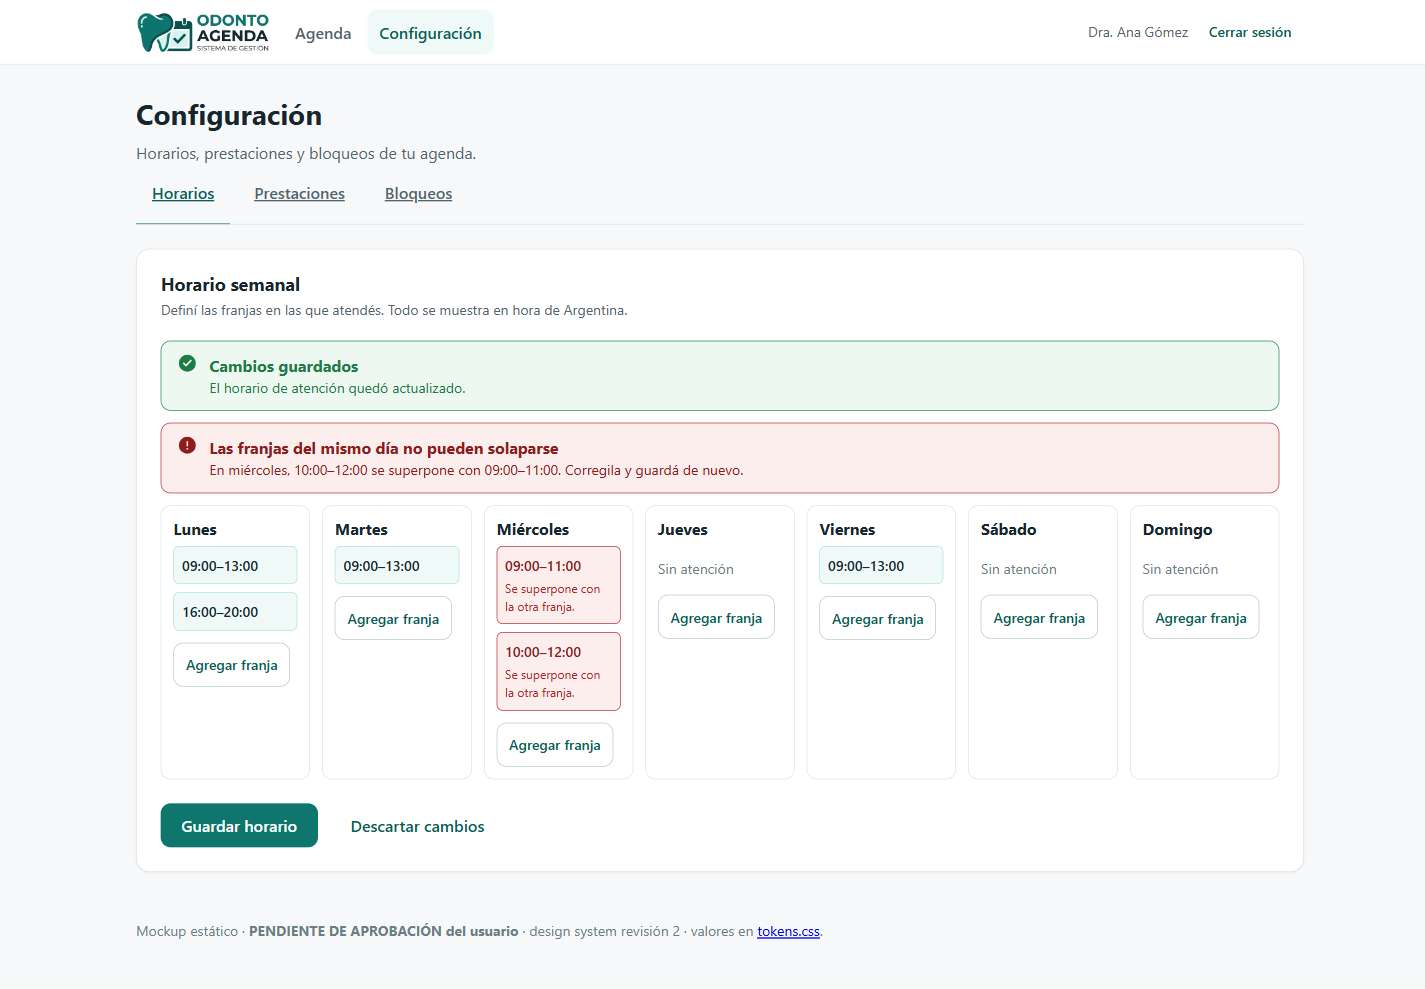 ODONTO
AGENDA
SISTEMA DE GESTIÓN
Agenda
Configuración
Dra. Ana Gómez
Cerrar sesión
Configuración
Horarios, prestaciones y bloqueos de tu agenda.
Horarios
Prestaciones
Bloqueos
Horario semanal
Definí las franjas en las que atendés. Todo se muestra en hora de Argentina.
Cambios guardados
El horario de atención quedó actualizado.
Las franjas del mismo día no pueden solaparse
En miércoles, 10:00–12:00 se superpone con 09:00–11:00. Corregila y guardá de nuevo.
Lunes
09:00–13:00
16:00–20:00
Agregar franja
Martes
09:00–13:00
Agregar franja
Miércoles
09:00–11:00
Se superpone con
la otra franja.
10:00–12:00
Se superpone con
la otra franja.
Agregar franja
Jueves
Sin atención
Agregar franja
Viernes
09:00–13:00
Agregar franja
Sábado
Sin atención
Agregar franja
Domingo
Sin atención
Agregar franja
Guardar horario
Descartar cambios
Mockup estático · PENDIENTE DE APROBACIÓN del usuario · design system revisión 2 · valores en tokens.css.